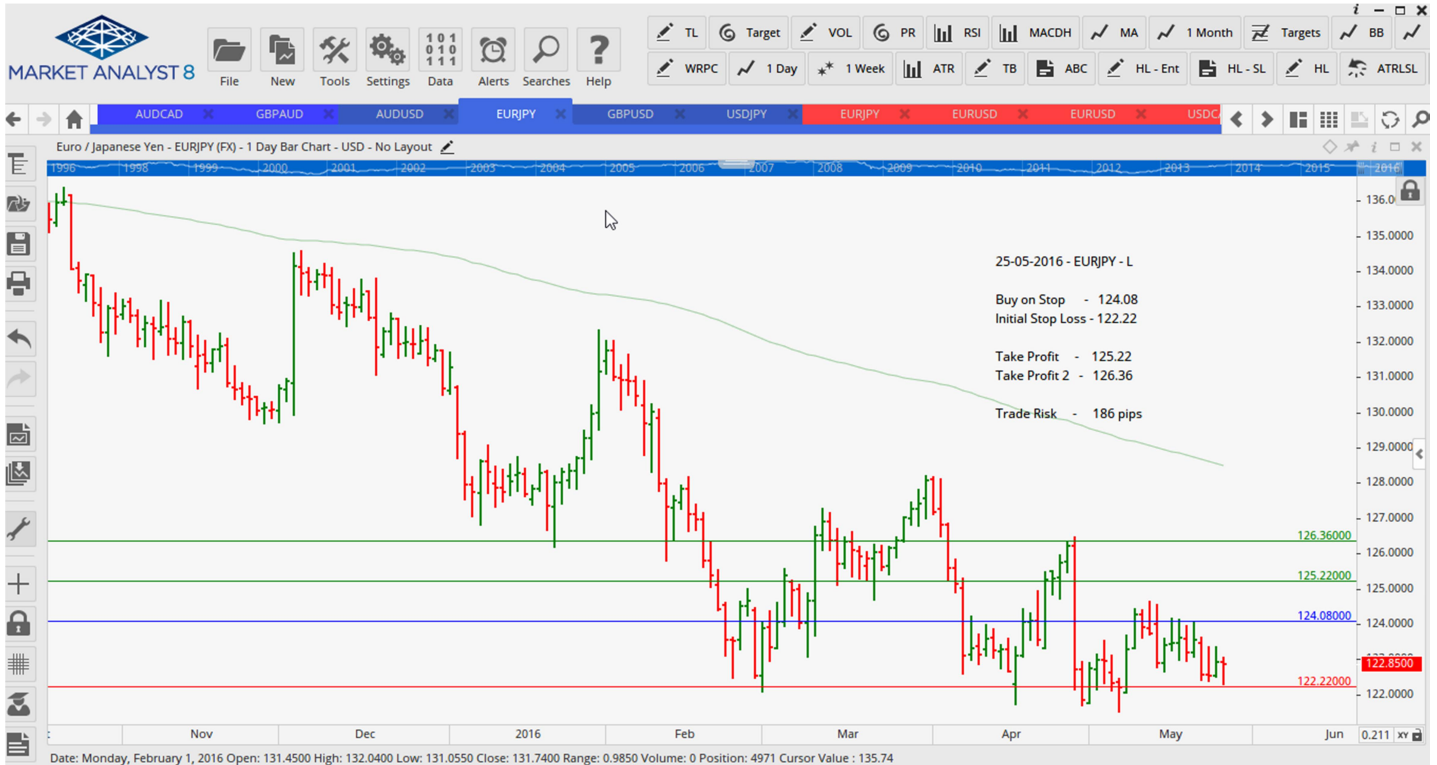 MARKET ANALYST 8
File New Tools Settings Data Alerts Searches Help
TL Target VOL PR RSI MACDH MA 1 Month Targets BB
WRPC 1 Day 1 Week ATR TB ABC HL - Ent HL - SL HL ATRLSL
AUDCAD GBPAUD AUDUSD EURJPY GBPUSD USDJPY EURJPY EURUSD EURUSD
Euro / Japanese Yen - EURJPY (FX) - 1 Day Bar Chart - USD - No Layout
1996 1998 1999 2000 2001 2002 2003 2004 2005 2006 2007 2008 2009 2010 2011 2012 2013 2014 2015 2016
136.0
135.0000
25-05-2016 - EURJPY - L
134.0000
Buy on Stop - 124.08
133.0000
Initial Stop Loss - 122.22
132.0000
Take Profit - 125.22
Take Profit 2 - 126.36
131.0000
Trade Risk - 186 pips
130.0000
129.0000
128.0000
127.0000
126.36000
126.0000
125.22000
125.0000
124.08000
124.0000
122.8500
122.22000
122.0000
Nov Dec 2016 Feb Mar Apr May Jun 0.211 XY
Date: Monday, February 1, 2016 Open: 131.4500 High: 132.0400 Low: 131.0550 Close: 131.7400 Range: 0.9850 Volume: 0 Position: 4971 Cursor Value : 135.74